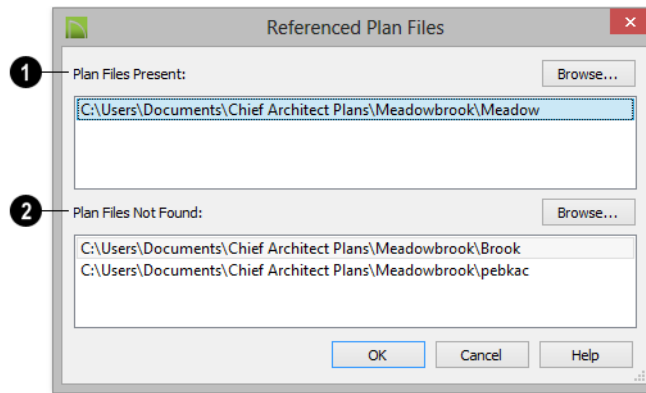 Referenced Plan Files
1 Plan Files Present:
Browse...
C:\Users\Documents\Chief Architect Plans\Meadowbrook\Meadow
2 Plan Files Not Found:
Browse...
C:\Users\Documents\Chief Architect Plans\Meadowbrook\Brook
C:\Users\Documents\Chief Architect Plans\Meadowbrook\pebkac
OK Cancel Help